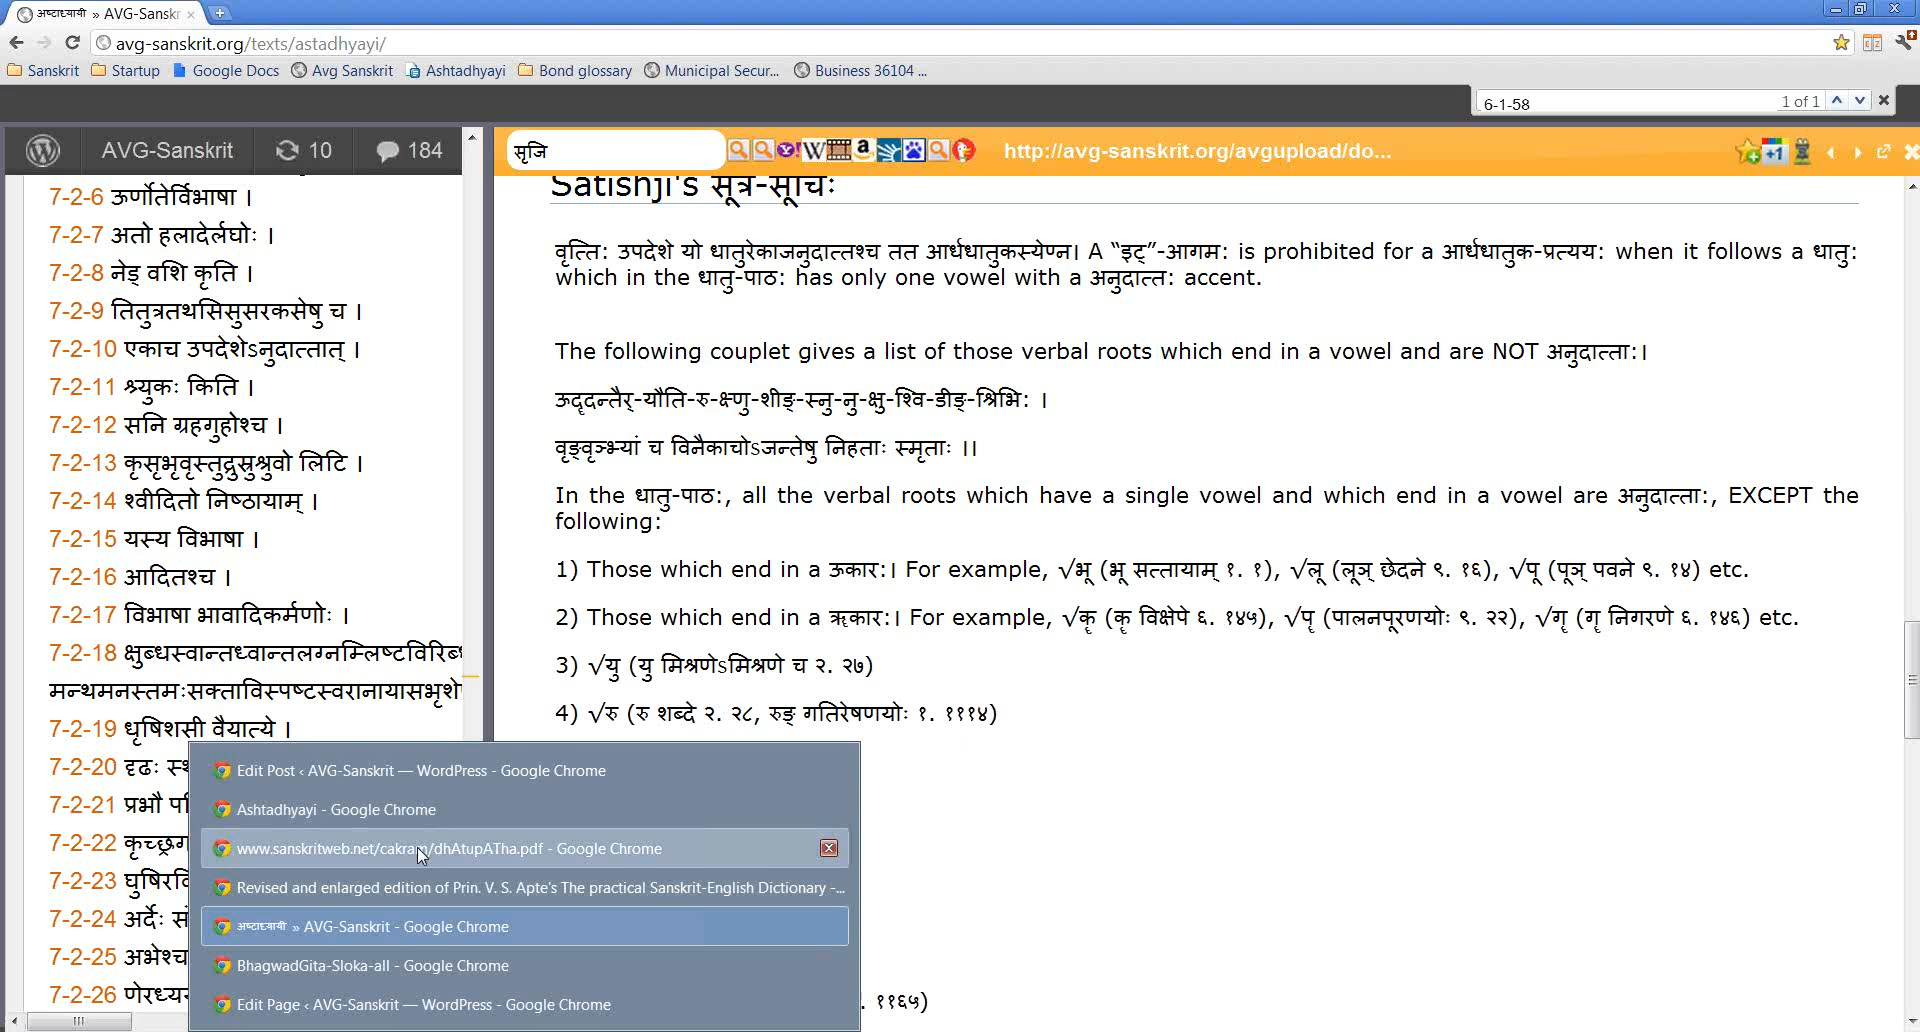 अष्टाध्यायी » AVG-Sanskr
avg-sanskrit.org/texts/astadhyayi/
Sanskrit Startup Google Docs Avg Sanskrit Ashtadhyayi Bond glossary Municipal Secur... Business 36104 ...
6-1-58 1 of 1
AVG-Sanskrit 10 184
सृजि http://avg-sanskrit.org/avgupload/do...
7-2-6 ऊर्णोतेर्विभाषा ।
7-2-7 अतो हलादेर्लघोः ।
7-2-8 नेड् वशि कृति ।
7-2-9 तितुत्रतथसिसुसरकसेषु च ।
7-2-10 एकाच उपदेशेऽनुदात्तात् ।
7-2-11 श्र्युकः किति ।
7-2-12 सनि ग्रहगुहोश्च ।
7-2-13 कृसृभृवृस्तुद्रुस्रुश्रुवो लिटि ।
7-2-14 श्वीदितो निष्ठायाम् ।
7-2-15 यस्य विभाषा ।
7-2-16 आदितश्च ।
7-2-17 विभाषा भावादिकर्मणोः ।
7-2-18 क्षुब्धस्वान्तध्वान्तलग्नम्लिष्टविरिब्ध
मन्थमनस्तमःसक्ताविस्पष्टस्वरानायासभृशे
7-2-19 धृषिशसी वैयात्ये ।
7-2-20 दृढः
7-2-21 प्रभौ
7-2-22
7-2-23
7-2-24 अर्देः
7-2-25 अभेश्च
7-2-26
Satishji's सूत्र-सूचिः
वृत्तिः उपदेशे यो धातुरेकाजनुदात्तश्च तत आर्धधातुकस्येण्न। A “इट्”-आगमः is prohibited for a आर्धधातुक-प्रत्ययः when it follows a धातुः
which in the धातु-पाठः has only one vowel with a अनुदात्तः accent.
The following couplet gives a list of those verbal roots which end in a vowel and are NOT अनुदात्ताः।
ऊदॄदन्तैर्-यौति-रु-क्ष्णु-शीङ्-स्नु-नु-क्षु-श्वि-डीङ्-श्रिभिः ।
वृङ्वृञ्भ्यां च विनैकाचोऽजन्तेषु निहताः स्मृताः ।।
In the धातु-पाठः, all the verbal roots which have a single vowel and which end in a vowel are अनुदात्ताः, EXCEPT the
following:
1) Those which end in a ऊकारः। For example, √भू (भू सत्तायाम् १. १), √लू (लूञ् छेदने ९. १६), √पू (पूञ् पवने ९. १४) etc.
2) Those which end in a ॠकारः। For example, √कॄ (कॄ विक्षेपे ६. १४५), √पॄ (पालनपूरणयोः ९. २२), √गॄ (गॄ निगरणे ६. १४६) etc.
3) √यु (यु मिश्रणेऽमिश्रणे च २. २७)
4) √रु (रु शब्दे २. २८, रुङ् गतिरेषणयोः १. १११४)
. ११६५)
Edit Post ‹ AVG-Sanskrit — WordPress - Google Chrome
Ashtadhyayi - Google Chrome
www.sanskritweb.net/cakram/dhAtupATha.pdf - Google Chrome
Revised and enlarged edition of Prin. V. S. Apte's The practical Sanskrit-English Dictionary -...
अष्टाध्यायी » AVG-Sanskrit - Google Chrome
BhagwadGita-Sloka-all - Google Chrome
Edit Page ‹ AVG-Sanskrit — WordPress - Google Chrome